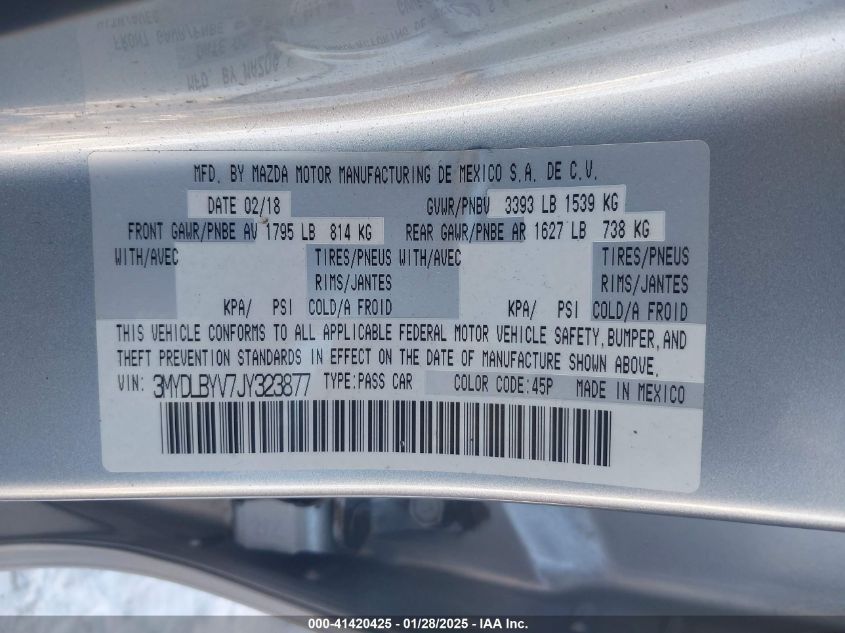 MFD. BY MAZDA MOTOR MANUFACTURING DE MEXICO S.A. DE C.V.
DATE 02/18 GVWR/PNBV 3393 LB 1539 KG
FRONT GAWR/PNBE AV 1795 LB 814 KG REAR GAWR/PNBE AR 1627 LB 738 KG
WITH/AVEC TIRES/PNEUS WITH/AVEC TIRES/PNEUS
RIMS/JANTES RIMS/JANTES
KPA/ PSI COLD/A FROID KPA/ PSI COLD/A FROID
THIS VEHICLE CONFORMS TO ALL APPLICABLE FEDERAL MOTOR VEHICLE SAFETY, BUMPER, AND
THEFT PREVENTION STANDARDS IN EFFECT ON THE DATE OF MANUFACTURE SHOWN ABOVE.
VIN: 3MYDLBYV7JY323877 TYPE: PASS CAR COLOR CODE: 45P MADE IN MEXICO
000-41420425 - 01/28/2025 - IAA Inc.